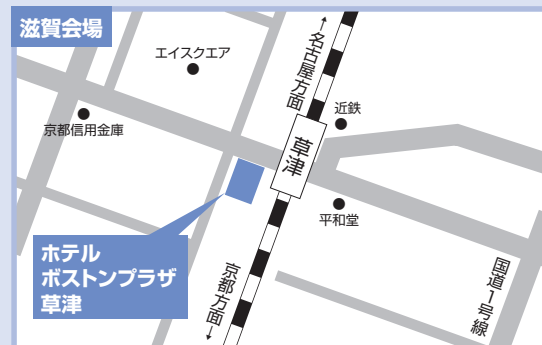 滋賀会場
エイスクエア
←名古屋方面
近鉄
京都信用金庫
草津
平和堂
ホテル
ボストンプラザ
草津
京都方面→
国道1号線